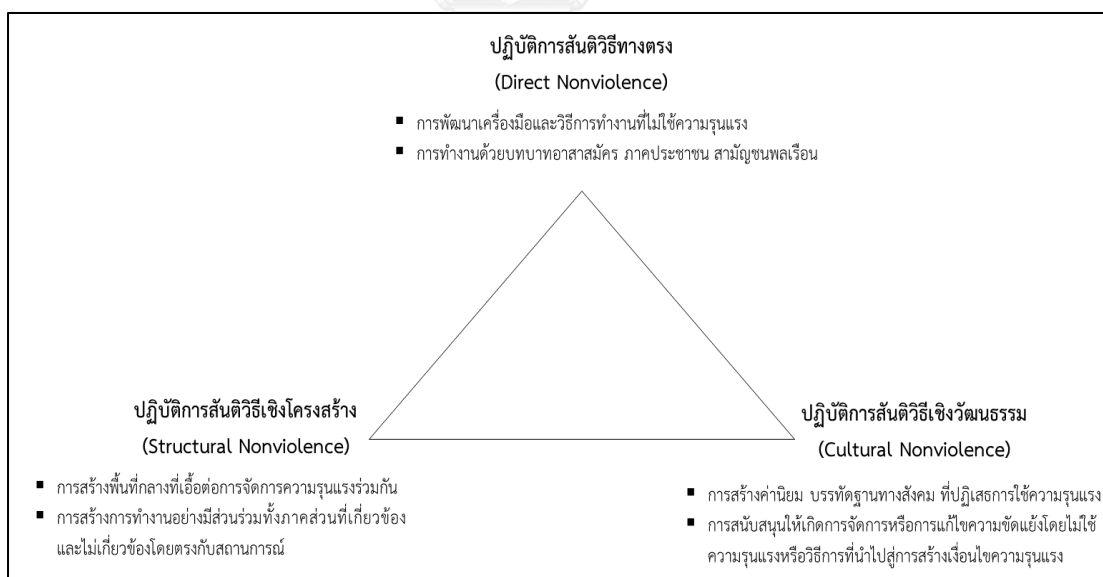 ปฏิบัติการสันติวิธีทางตรง
(Direct Nonviolence)
▪ การพัฒนาเครื่องมือและวิธีการทำงานที่ไม่ใช้ความรุนแรง
▪ การทำงานด้วยบทบาทอาสาสมัคร ภาคประชาชน สามัญชนพลเรือน
ปฏิบัติการสันติวิธีเชิงโครงสร้าง
(Structural Nonviolence)
▪ การสร้างพื้นที่กลางที่เอื้อต่อการจัดการความรุนแรงร่วมกัน
▪ การสร้างการทำงานอย่างมีส่วนร่วมทั้งภาคส่วนที่เกี่ยวข้อง
และไม่เกี่ยวข้องโดยตรงกับสถานการณ์
ปฏิบัติการสันติวิธีเชิงวัฒนธรรม
(Cultural Nonviolence)
▪ การสร้างค่านิยม บรรทัดฐานทางสังคม ที่ปฏิเสธการใช้ความรุนแรง
▪ การสนับสนุนให้เกิดการจัดการหรือการแก้ไขความขัดแย้งโดยไม่ใช้
ความรุนแรงหรือวิธีการที่นำไปสู่การสร้างเงื่อนไขความรุนแรง